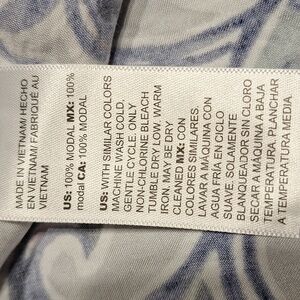 MADE IN VIETNAM/ HECHO
EN VIETNAM/ FABRIQUÉ AU
VIETNAM
US: 100% MODAL MX: 100%
modal CA: 100% MODAL
US: WITH SIMILAR COLORS
MACHINE WASH COLD.
GENTLE CYCLE. ONLY
NON-CHLORINE BLEACH
TUMBLE DRY LOW. WARM
IRON. MAY BE DRY
CLEANED MX: CON
COLORES SIMILARES.
LAVAR A MÁQUINA CON
AGUA FRÍA EN CICLO
SUAVE. SOLAMENTE
BLANQUEADOR SIN CLORO
SECAR A MÁQUINA A BAJA
TEMPERATURA. PLANCHAR
A TEMPERATURA MEDIA.